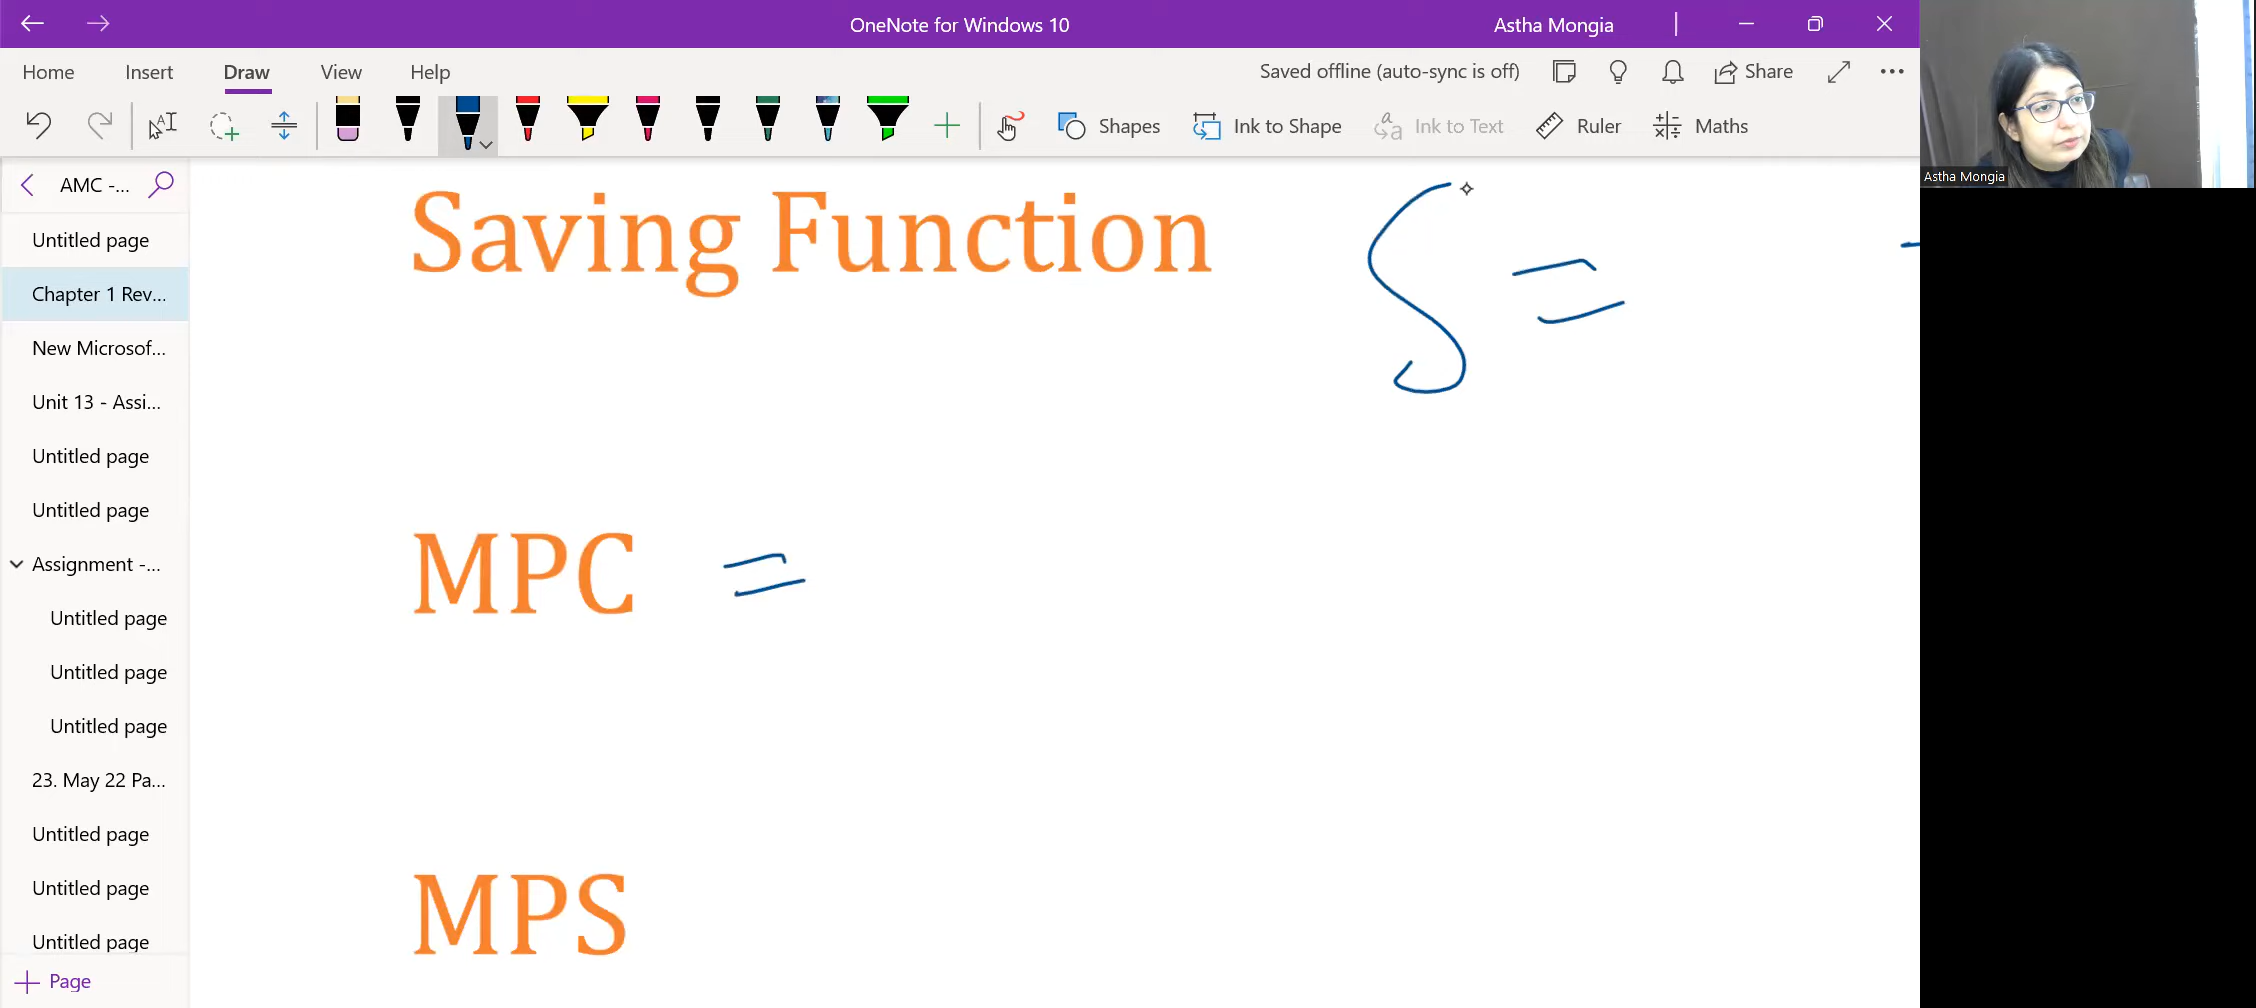 OneNote for Windows 10
Astha Mongia
Home Insert Draw View Help
Saved offline (auto-sync is off) Share
Shapes Ink to Shape Ink to Text Ruler Maths
Astha Mongia
AMC -...
Untitled page
Chapter 1 Rev...
New Microsof...
Unit 13 - Assi...
Untitled page
Untitled page
Assignment -...
Untitled page
Untitled page
Untitled page
23. May 22 Pa...
Untitled page
Untitled page
Untitled page
Page
Saving Function S =
MPC =
MPS